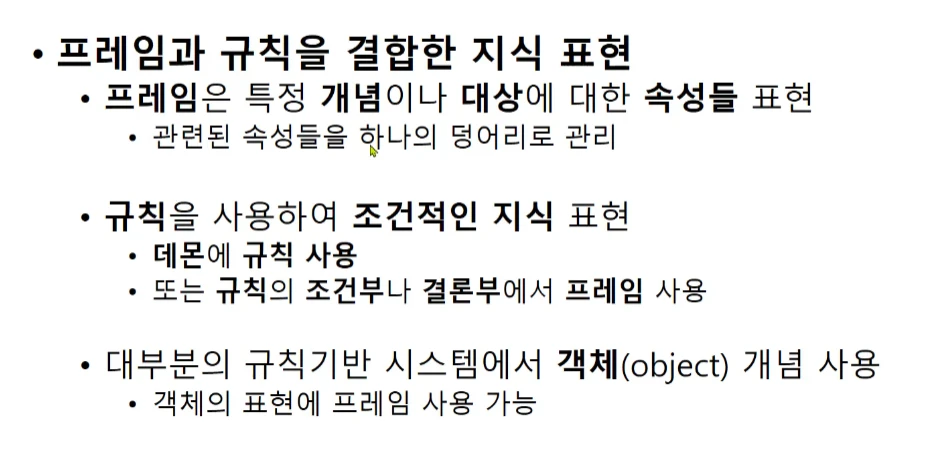 • 프레임과 규칙을 결합한 지식 표현
• 프레임은 특정 개념이나 대상에 대한 속성들 표현
• 관련된 속성들을 하나의 덩어리로 관리
• 규칙을 사용하여 조건적인 지식 표현
• 데몬에 규칙 사용
• 또는 규칙의 조건부나 결론부에서 프레임 사용
• 대부분의 규칙기반 시스템에서 객체(object) 개념 사용
• 객체의 표현에 프레임 사용 가능